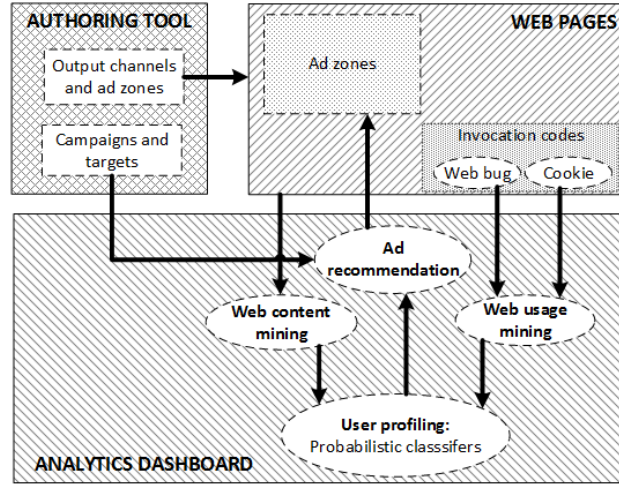 AUTHORING TOOL
Output channels
and ad zones
Campaigns and
targets
WEB PAGES
Ad zones
Invocation codes
Web bug
Cookie
Ad
recommendation
Web content
mining
Web usage
mining
User profiling:
Probabilistic classsifers
ANALYTICS DASHBOARD